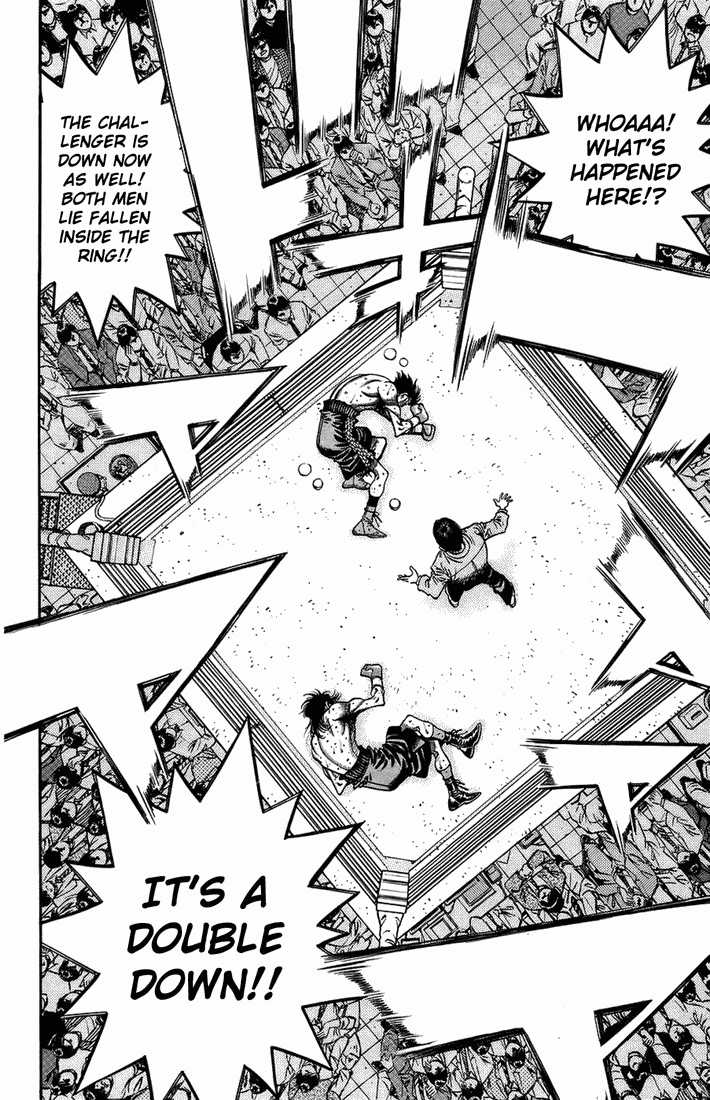 WHOAAA!
WHAT'S
HAPPENED
HERE!?
THE CHAL-
LENGER IS
DOWN NOW
AS WELL!
BOTH MEN
LIE FALLEN
INSIDE THE
RING!!
IT'S A
DOUBLE
DOWN!!